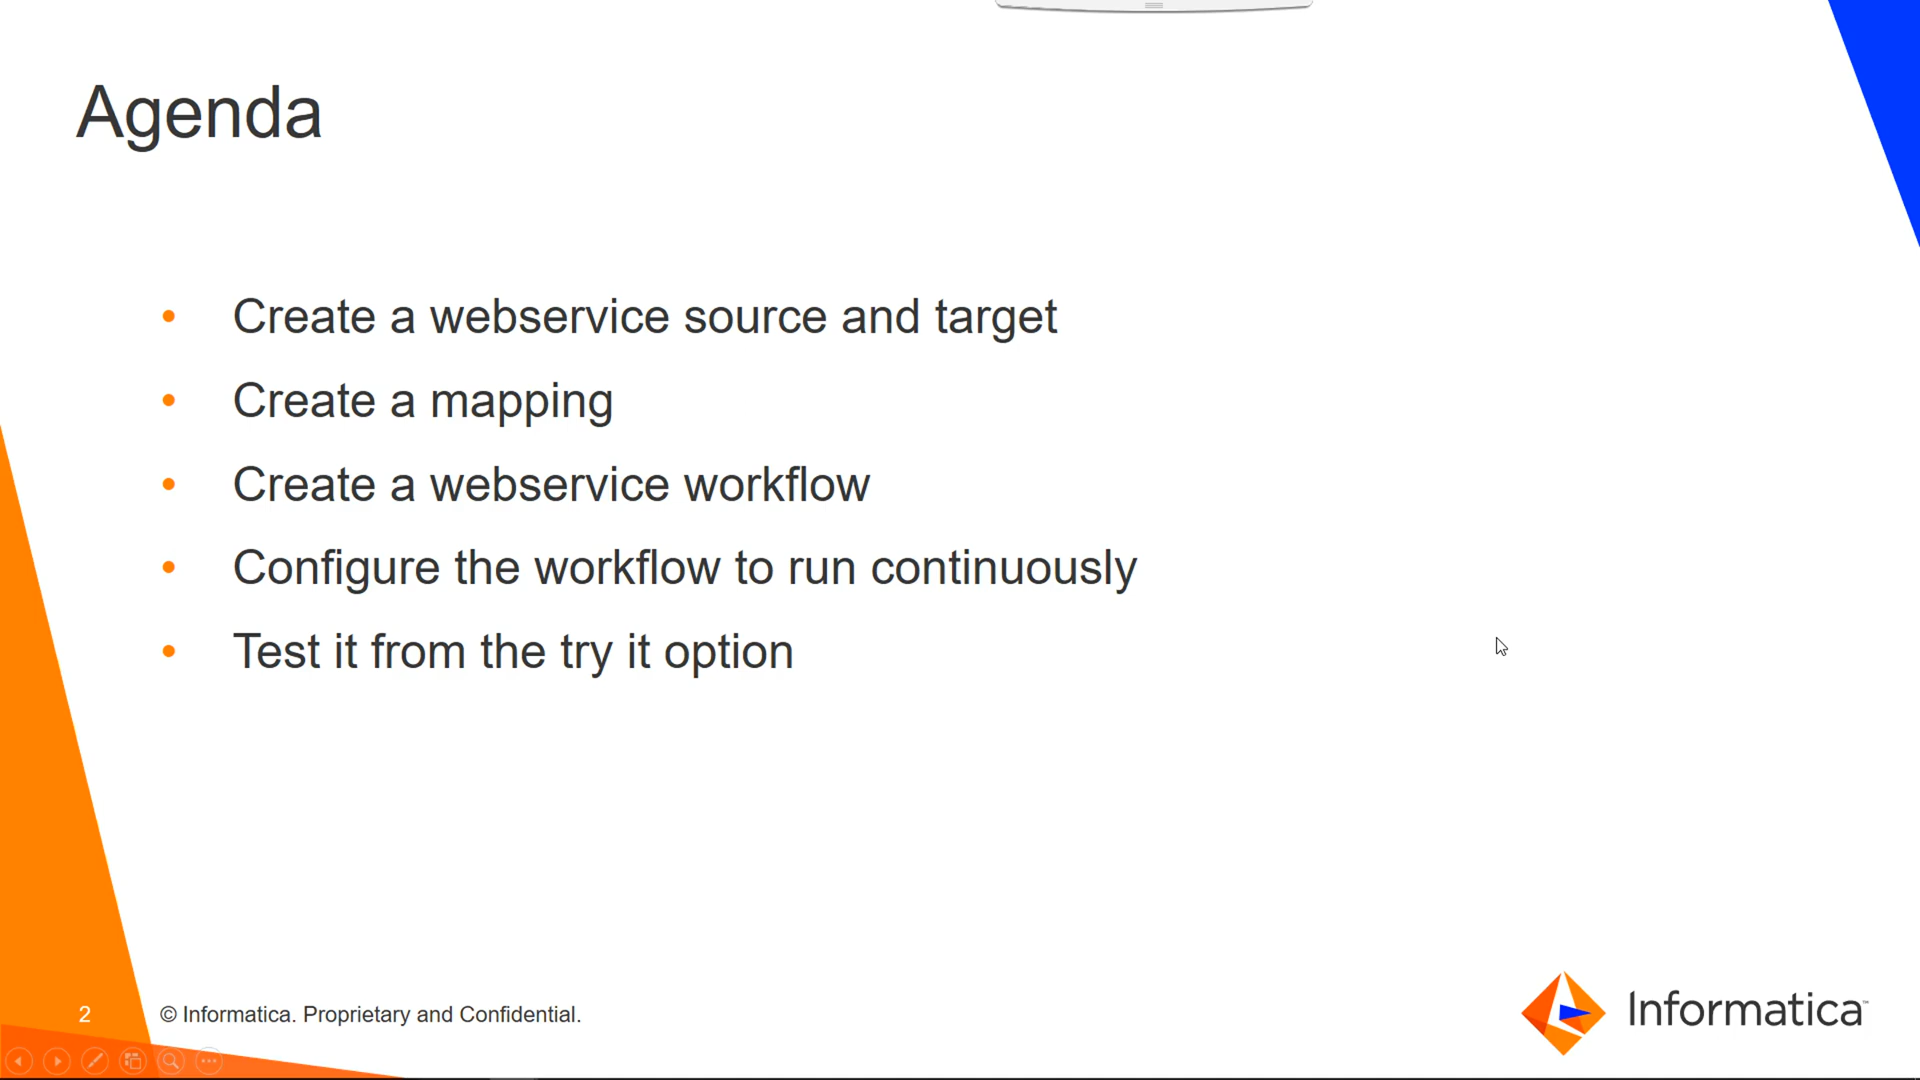 Agenda
• Create a webservice source and target
• Create a mapping
• Create a webservice workflow
• Configure the workflow to run continuously
• Test it from the try it option
2
© Informatica. Proprietary and Confidential.
Informatica™